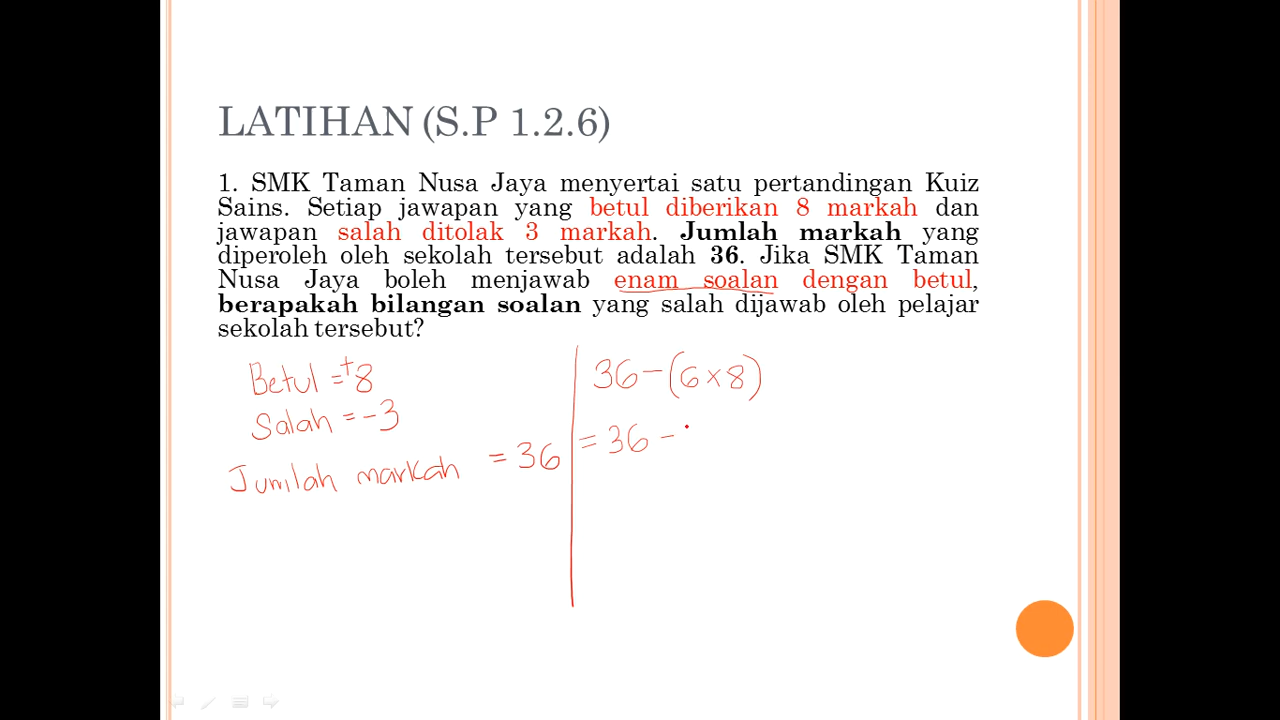 LATIHAN (S.P 1.2.6)
1. SMK Taman Nusa Jaya menyertai satu pertandingan Kuiz
Sains. Setiap jawapan yang betul diberikan 8 markah dan
jawapan salah ditolak 3 markah. Jumlah markah yang
diperoleh oleh sekolah tersebut adalah 36. Jika SMK Taman
Nusa Jaya boleh menjawab enam soalan dengan betul,
berapakah bilangan soalan yang salah dijawab oleh pelajar
sekolah tersebut?
Betul = +8
Salah = -3
Jumlah markah = 36
36 - (6 × 8)
= 36 -